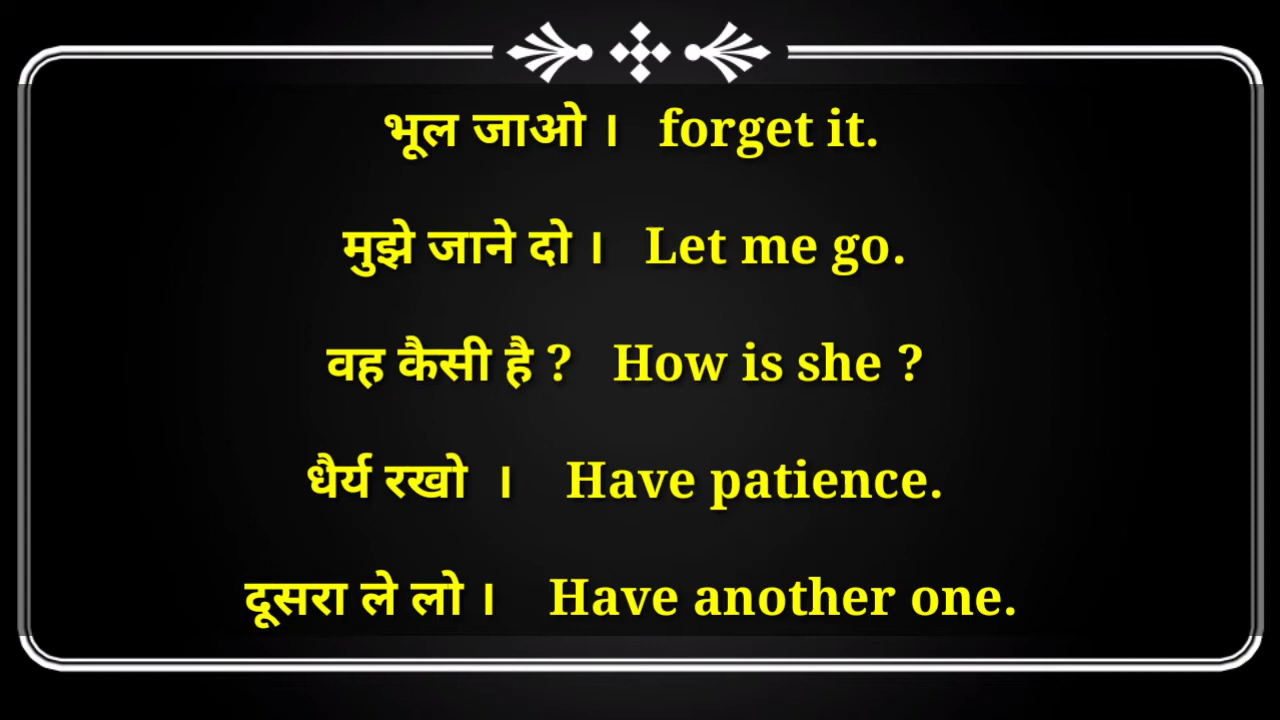 भूल जाओ । forget it.
मुझे जाने दो । Let me go.
वह कैसी है ? How is she ?
धैर्य रखो । Have patience.
दूसरा ले लो । Have another one.